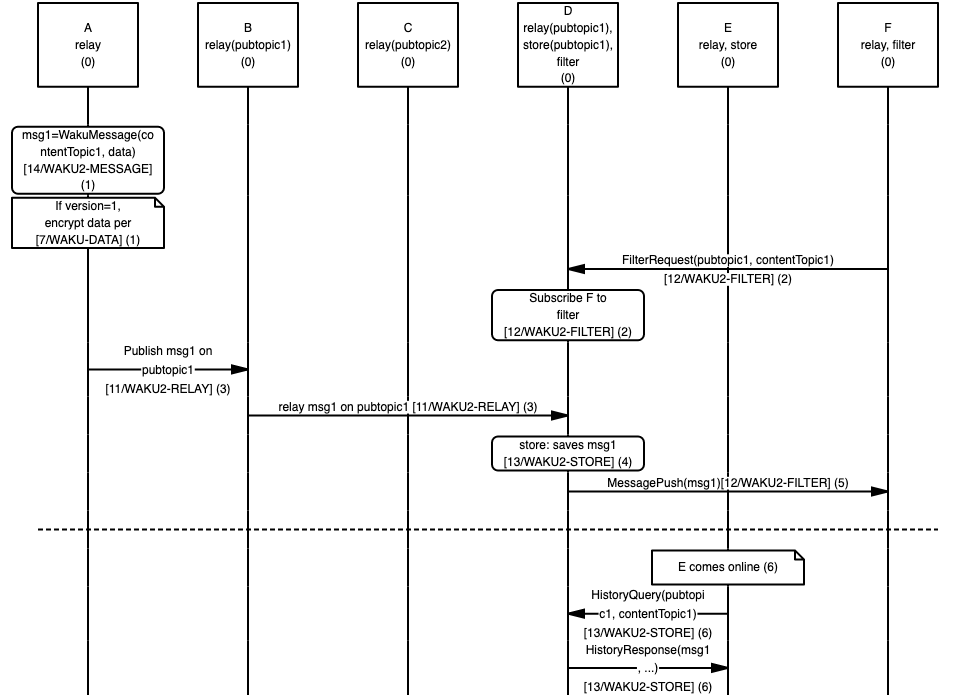 A
relay
(0)
B
relay(pubtopic1)
(0)
C
relay(pubtopic2)
(0)
D
relay(pubtopic1),
store(pubtopic1),
filter
(0)
E
relay, store
(0)
F
relay, filter
(0)
msg1=WakuMessage(co
ntentTopic1, data)
[14/WAKU2-MESSAGE]
(1)
If version=1,
encrypt data per
[7/WAKU-DATA] (1)
FilterRequest(pubtopic1, contentTopic1)
[12/WAKU2-FILTER] (2)
Subscribe F to
filter
[12/WAKU2-FILTER] (2)
Publish msg1 on
pubtopic1
[11/WAKU2-RELAY] (3)
relay msg1 on pubtopic1 [11/WAKU2-RELAY] (3)
store: saves msg1
[13/WAKU2-STORE] (4)
MessagePush(msg1)[12/WAKU2-FILTER] (5)
E comes online (6)
HistoryQuery(pubtopi
c1, contentTopic1)
[13/WAKU2-STORE] (6)
HistoryResponse(msg1
, ...)
[13/WAKU2-STORE] (6)